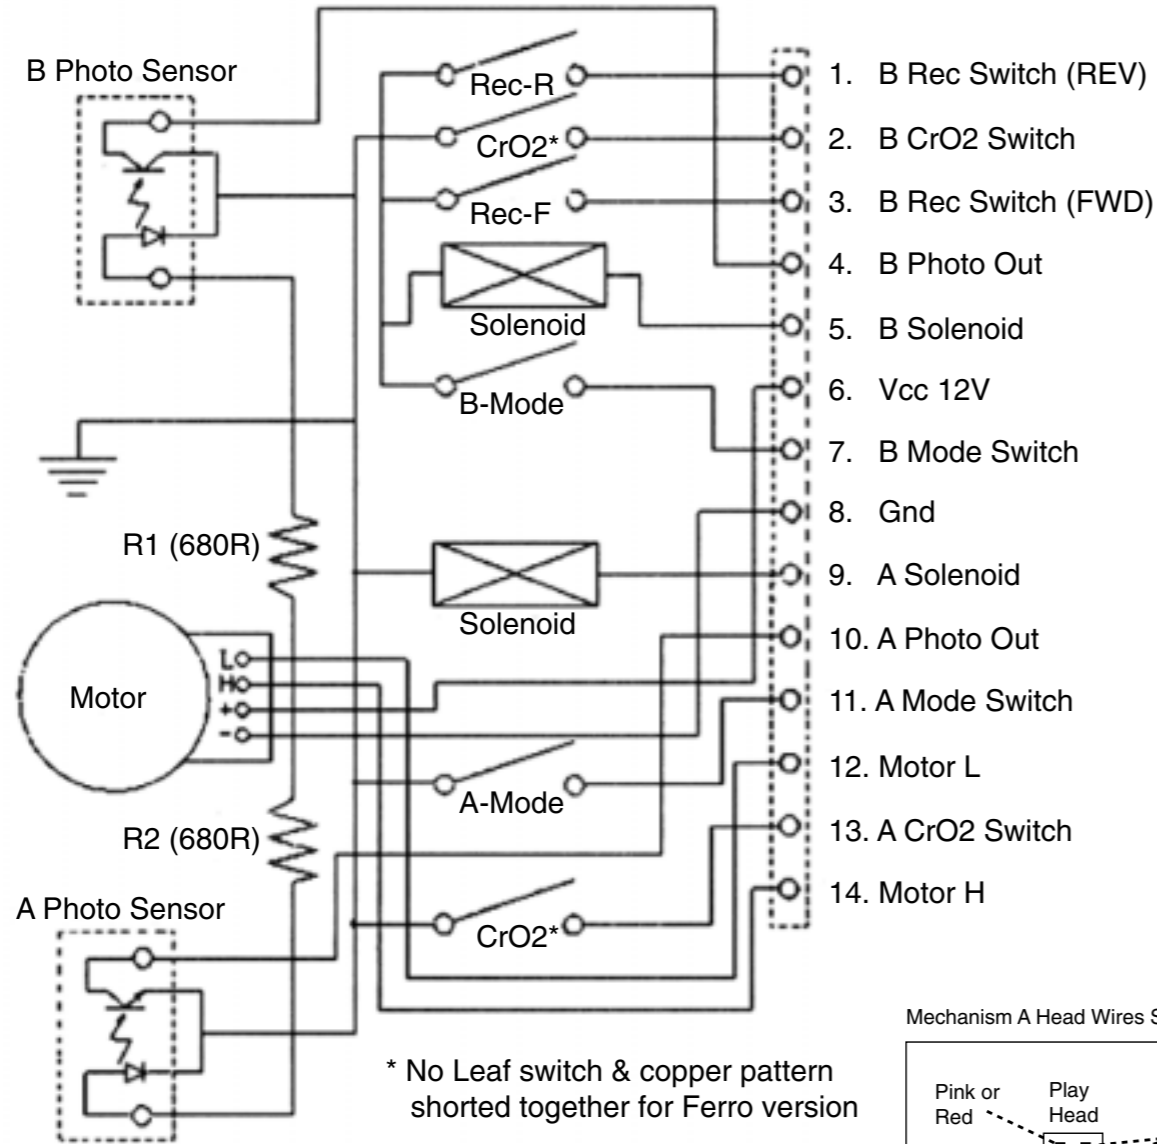 B Photo Sensor
Rec-R
CrO2*
Rec-F
Solenoid
B-Mode
1. B Rec Switch (REV)
2. B CrO2 Switch
3. B Rec Switch (FWD)
4. B Photo Out
5. B Solenoid
6. Vcc 12V
7. B Mode Switch
8. Gnd
9. A Solenoid
10. A Photo Out
11. A Mode Switch
12. Motor L
13. A CrO2 Switch
14. Motor H
R1 (680R)
Solenoid
Motor
L
H
+
-
A-Mode
R2 (680R)
A Photo Sensor
CrO2*
* No Leaf switch & copper pattern
shorted together for Ferro version
Mechanism A Head Wires S
Pink or
Red
Play
Head